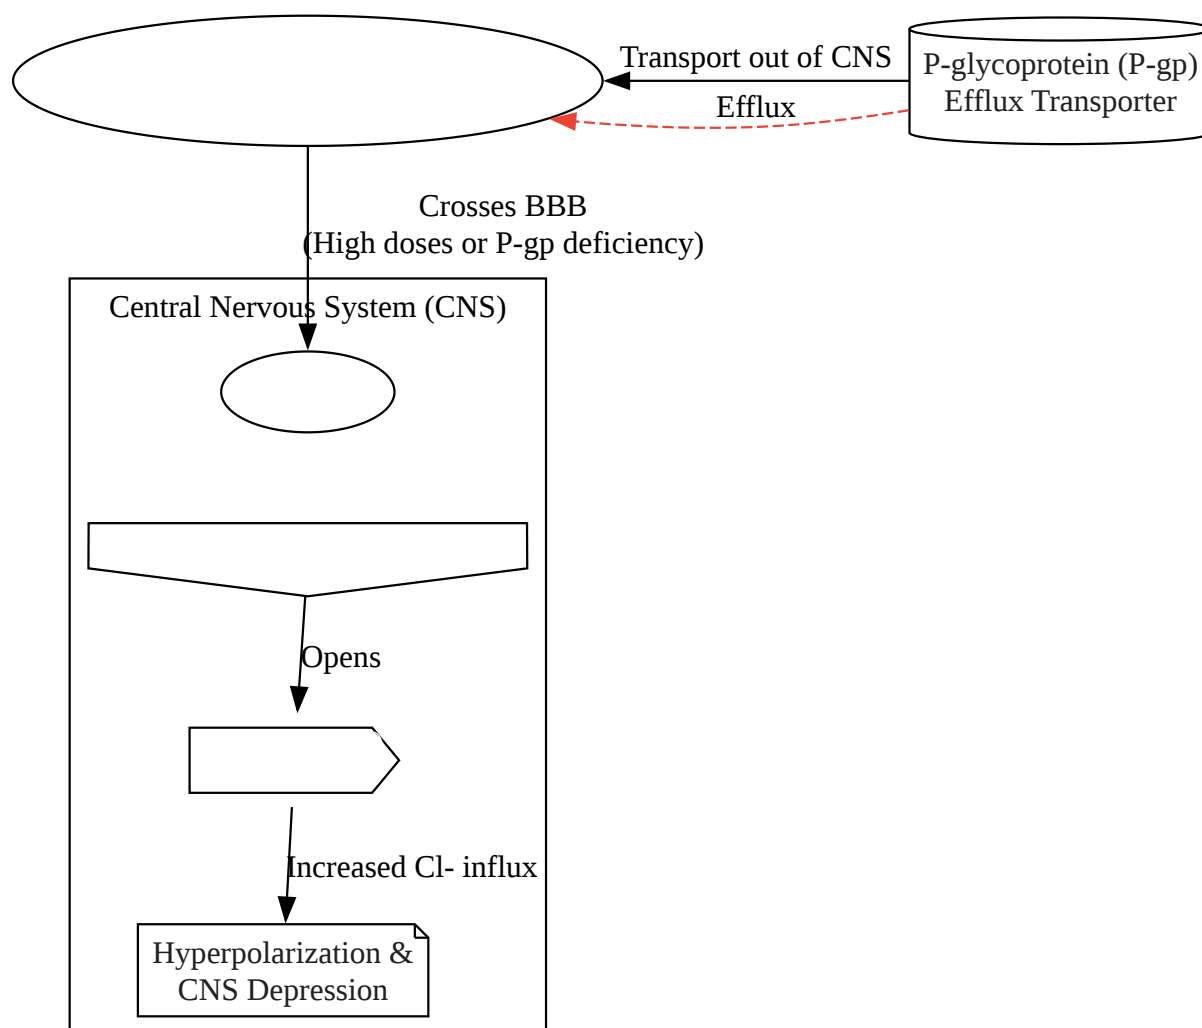 Transport out of CNS
P-glycoprotein (P-gp)
Efflux Transporter
Efflux
Crosses BBB
(High doses or P-gp deficiency)
Central Nervous System (CNS)
Opens
Increased Cl- influx
Hyperpolarization &
CNS Depression